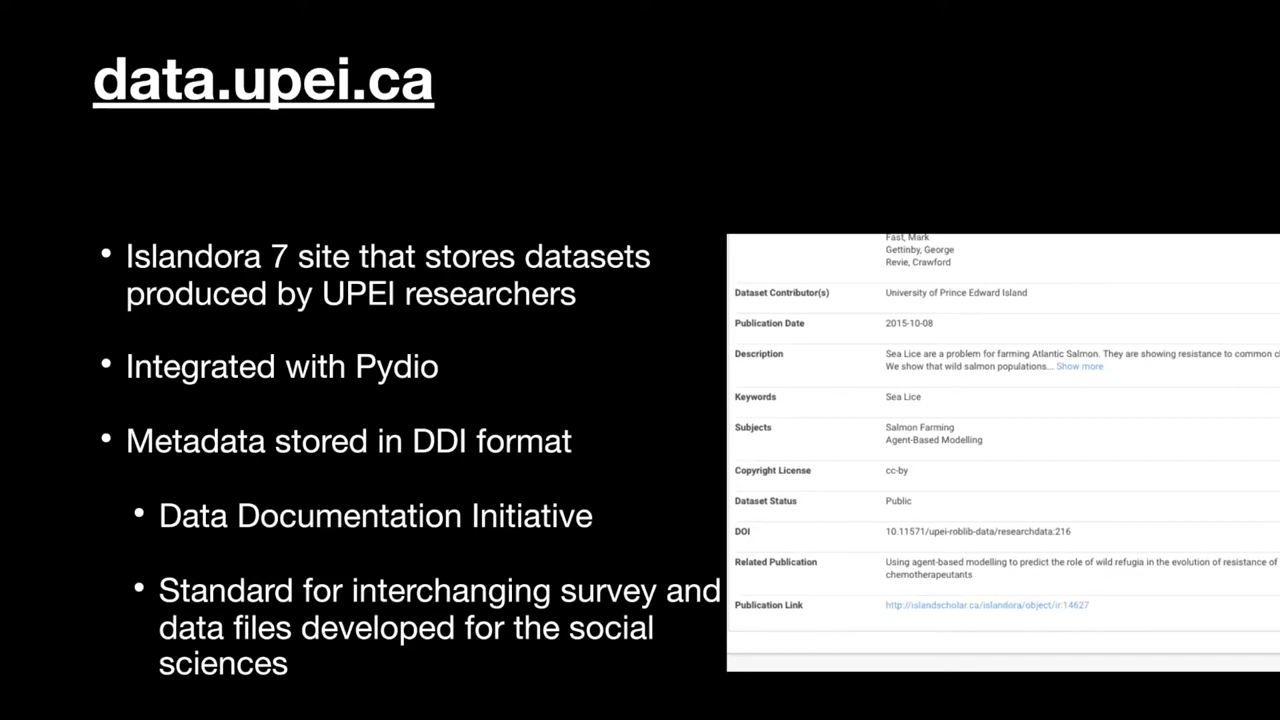 data.upei.ca
• Islandora 7 site that stores datasets
produced by UPEI researchers
• Integrated with Pydio
• Metadata stored in DDI format
• Data Documentation Initiative
• Standard for interchanging survey and
data files developed for the social
sciences
Fast, Mark
Gettinby, George
Revie, Crawford
Dataset Contributor(s) University of Prince Edward Island
Publication Date 2015-10-08
Description Sea Lice are a problem for farming Atlantic Salmon. They are showing resistance to common
We show that wild salmon populations... Show more
Keywords Sea Lice
Subjects Salmon Farming
Agent-Based Modelling
Copyright License cc-by
Dataset Status Public
DOI 10.11571/upei-roblib-data/researchdata:216
Related Publication Using agent-based modelling to predict the role of wild refugia in the evolution of resistance of
chemotherapeutants
Publication Link http://islandscholar.ca/islandora/object/ir:14627